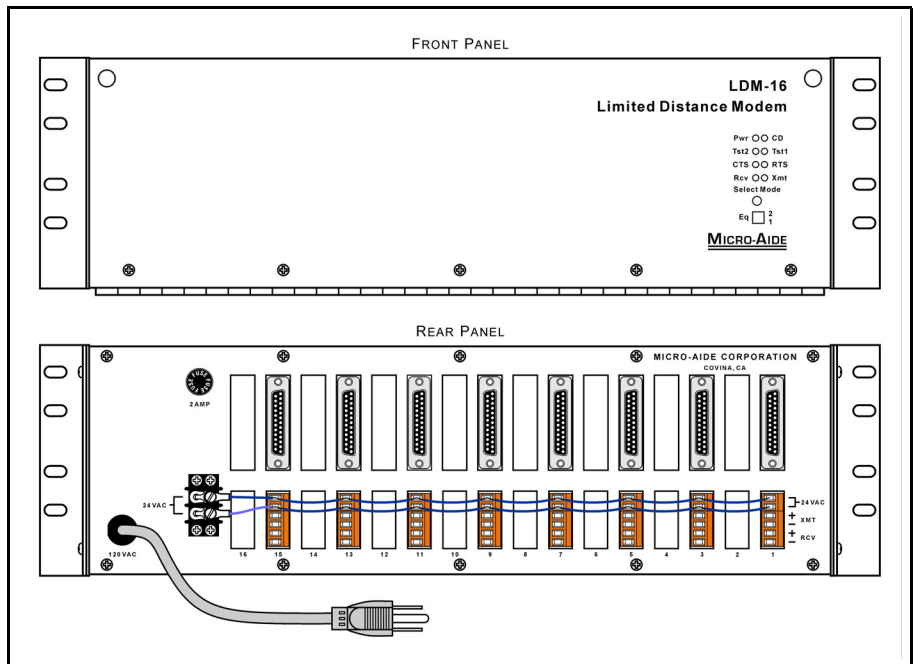 FRONT PANEL
LDM-16
Limited Distance Modem
Pwr CD
Tst2 Tst1
CTS RTS
Rcv Xmt
Select Mode
Eq 2
1
MICRO-AIDE
REAR PANEL
MICRO-AIDE CORPORATION
COVINA, CA
FUSE FUSE FUSE
2 AMP
24 VAC
24 VAC
+ XMT
−
+ RCV
−
120 VAC
16 15 14 13 12 11 10 9 8 7 6 5 4 3 2 1